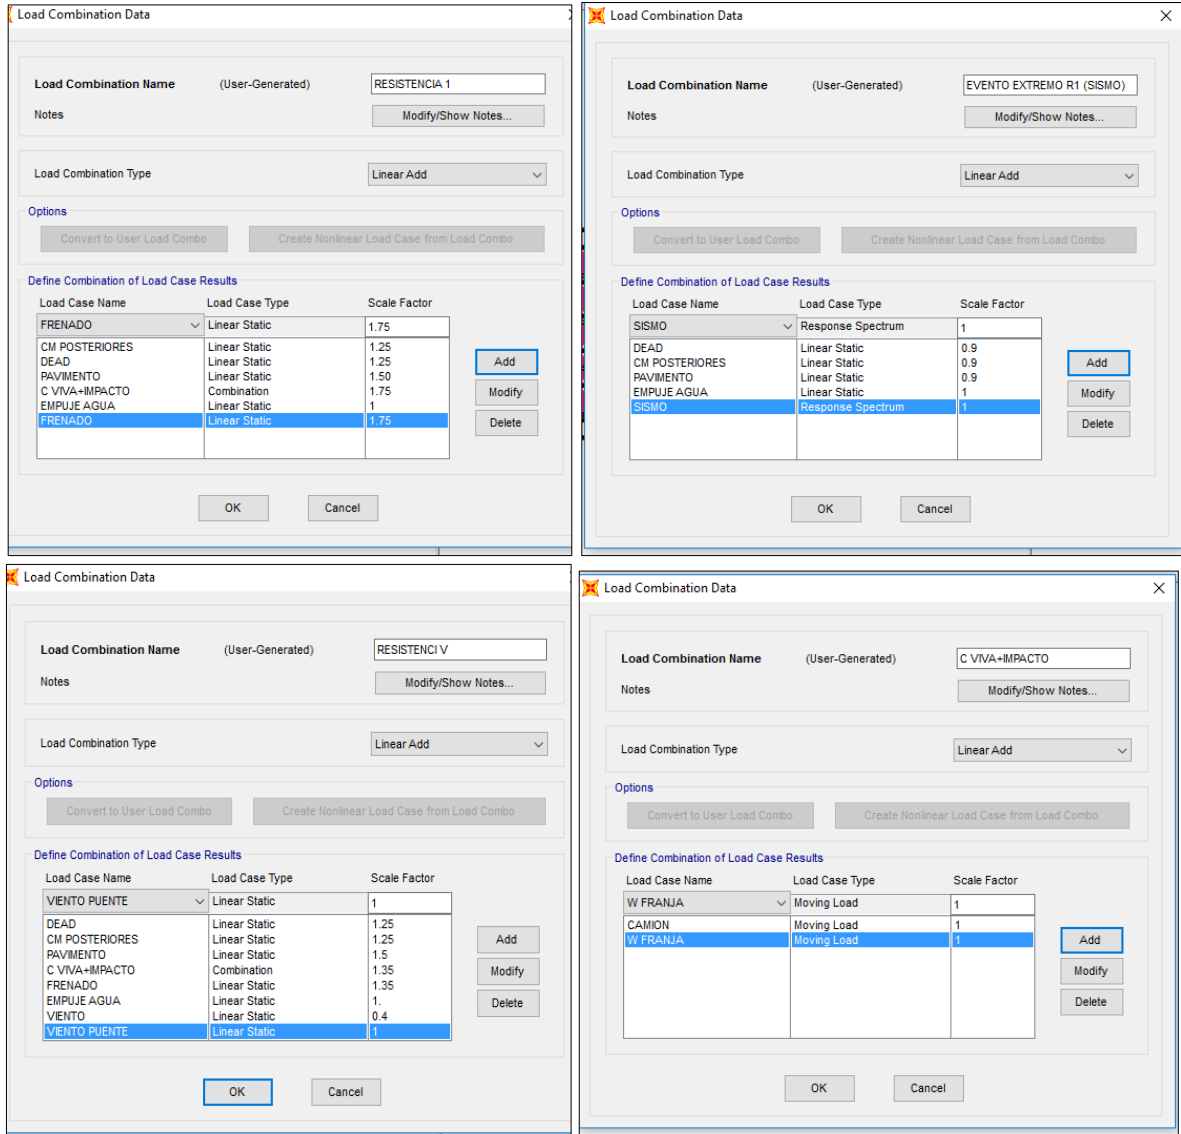 Load Combination Data
Load Combination Name (User-Generated) RESISTENCIA 1
Notes Modify/Show Notes...
Load Combination Type Linear Add
Options
Convert to User Load Combo Create Nonlinear Load Case from Load Combo
Define Combination of Load Case Results
Load Case Name Load Case Type Scale Factor
FRENADO Linear Static 1.75
CM POSTERIORES Linear Static 1.25
DEAD Linear Static 1.25
PAVIMENTO Linear Static 1.50
C VIVA+IMPACTO Combination 1.75
EMPUJE AGUA Linear Static 1
FRENADO Linear Static 1.75
Add
Modify
Delete
OK Cancel
Load Combination Data
Load Combination Name (User-Generated) EVENTO EXTREMO R1 (SISMO)
Notes Modify/Show Notes...
Load Combination Type Linear Add
Options
Convert to User Load Combo Create Nonlinear Load Case from Load Combo
Define Combination of Load Case Results
Load Case Name Load Case Type Scale Factor
SISMO Response Spectrum 1
DEAD Linear Static 0.9
CM POSTERIORES Linear Static 0.9
PAVIMENTO Linear Static 0.9
EMPUJE AGUA Linear Static 1
SISMO Response Spectrum 1
Add
Modify
Delete
OK Cancel
Load Combination Data
Load Combination Name (User-Generated) RESISTENCI V
Notes Modify/Show Notes...
Load Combination Type Linear Add
Options
Convert to User Load Combo Create Nonlinear Load Case from Load Combo
Define Combination of Load Case Results
Load Case Name Load Case Type Scale Factor
VIENTO PUENTE Linear Static 1
DEAD Linear Static 1.25
CM POSTERIORES Linear Static 1.25
PAVIMENTO Linear Static 1.5
C VIVA+IMPACTO Combination 1.35
FRENADO Linear Static 1.35
EMPUJE AGUA Linear Static 1.
VIENTO Linear Static 0.4
VIENTO PUENTE Linear Static 1
Add
Modify
Delete
OK Cancel
Load Combination Data
Load Combination Name (User-Generated) C VIVA+IMPACTO
Notes Modify/Show Notes...
Load Combination Type Linear Add
Options
Convert to User Load Combo Create Nonlinear Load Case from Load Combo
Define Combination of Load Case Results
Load Case Name Load Case Type Scale Factor
W FRANJA Moving Load 1
CAMION Moving Load 1
W FRANJA Moving Load 1
Add
Modify
Delete
OK Cancel